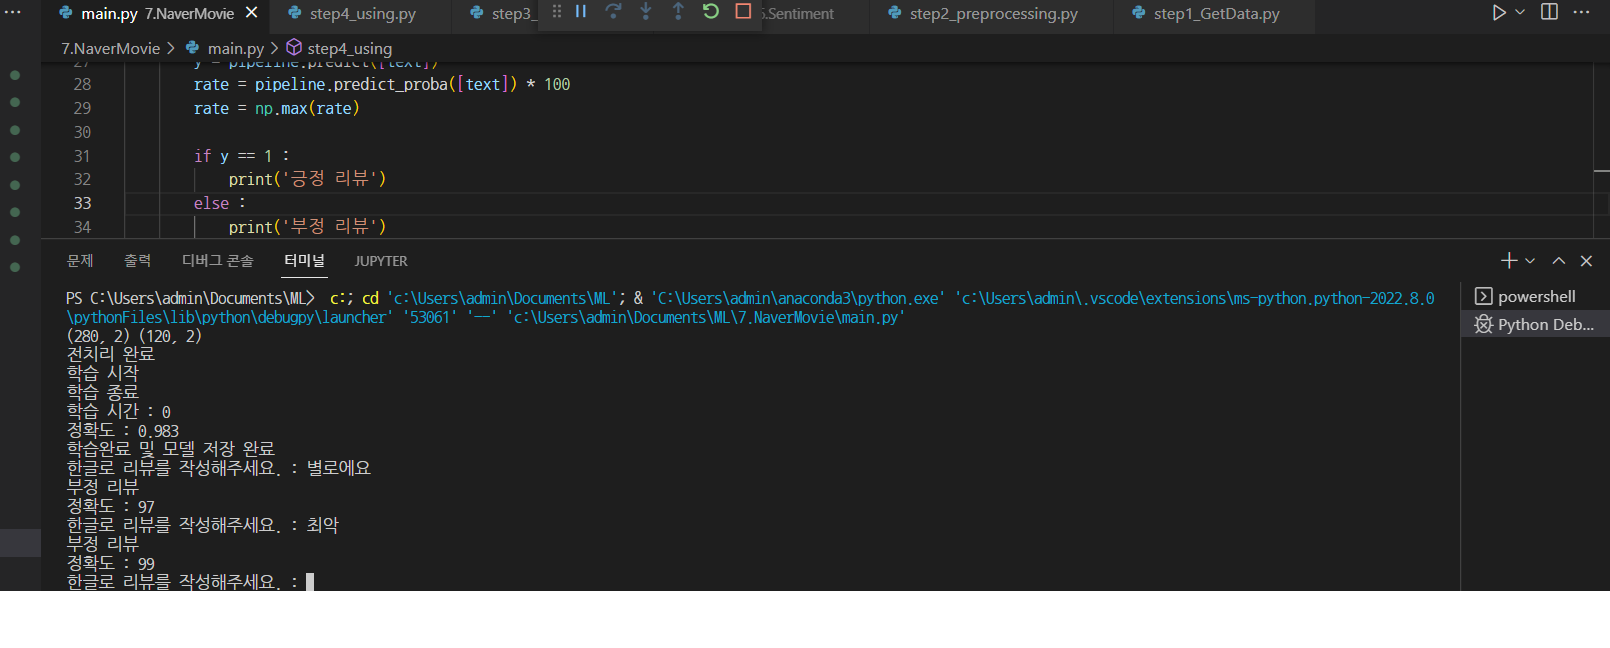 main.py 7.NaverMovie step4_using.py step3_ 6.Sentiment step2_preprocessing.py step1_GetData.py
7.NaverMovie > main.py > step4_using
27 y = pipeline.predict([text])
28 rate = pipeline.predict_proba([text]) * 100
29 rate = np.max(rate)
30
31 if y == 1 :
32 print('긍정 리뷰')
33 else :
34 print('부정 리뷰')
문제 출력 디버그 콘솔 터미널 JUPYTER
PS C:\Users\admin\Documents\ML> c:; cd 'c:\Users\admin\Documents\ML'; & 'C:\Users\admin\anaconda3\python.exe' 'c:\Users\admin\.vscode\extensions\ms-python.python-2022.8.0
\pythonFiles\lib\python\debugpy\launcher' '53061' '--' 'c:\Users\admin\Documents\ML\7.NaverMovie\main.py'
(280, 2) (120, 2)
전치리 완료
학습 시작
학습 종료
학습 시간 : 0
정확도 : 0.983
학습완료 및 모델 저장 완료
한글로 리뷰를 작성해주세요. : 별로에요
부정 리뷰
정확도 : 97
한글로 리뷰를 작성해주세요. : 최악
부정 리뷰
정확도 : 99
한글로 리뷰를 작성해주세요. :
powershell
Python Deb...